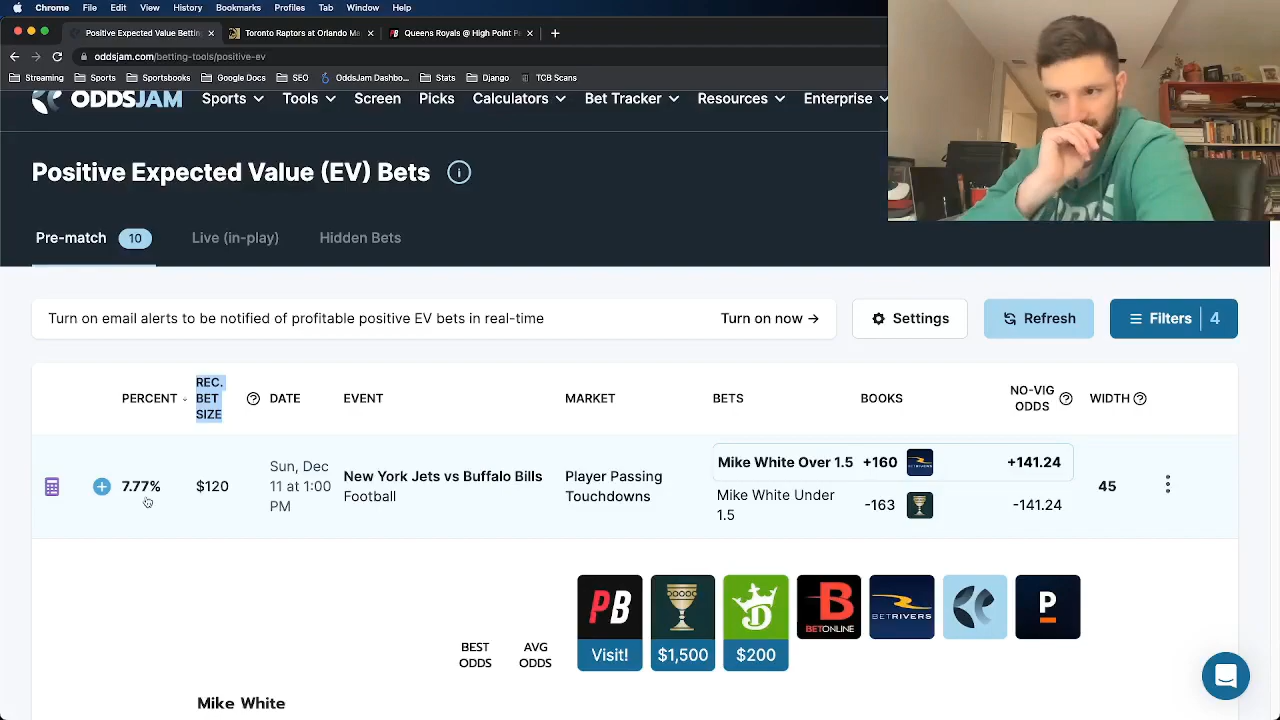 Chrome File Edit View History Bookmarks Profiles Tab Window Help
Positive Expected Value Betting × Toronto Raptors at Orlando Ma × Queens Royale @ High Point Pa × +
oddsjam.com/betting-tools/positive-ev
Streaming Sports Sportsbooks Google Docs SEO OddsJam Dashbo... Stats Django TCB Scans
ODDSJAM Sports Tools Screen Picks Calculators Bet Tracker Resources Enterprise
Positive Expected Value (EV) Bets
Pre-match 10 Live (in-play) Hidden Bets
Turn on email alerts to be notified of profitable positive EV bets in real-time Turn on now → Settings Refresh Filters 4
PERCENT REC. BET SIZE ? DATE EVENT MARKET BETS BOOKS NO-VIG ODDS ? WIDTH ?
7.77% $120 Sun, Dec 11 at 1:00 PM
New York Jets vs Buffalo Bills
Football
Player Passing Touchdowns
Mike White Over 1.5 +160 BETRIVERS +141.24
Mike White Under 1.5 -163 -141.24
45
PB BETONLINE BETRIVERS P
Visit! $1,500 $200
BEST ODDS AVG ODDS
Mike White